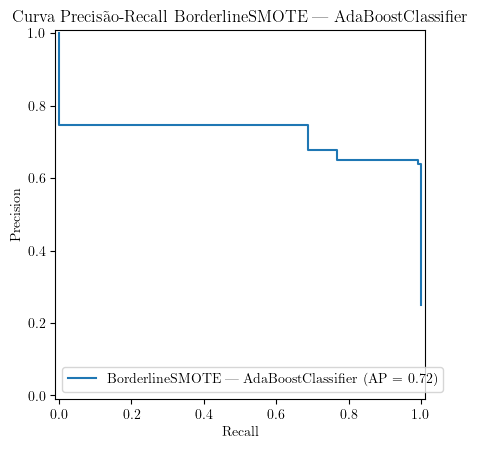 Curva Precisão-Recall BorderlineSMOTE — AdaBoostClassifier
1.0
0.8
0.6
0.4
0.2
0.0
Precision
BorderlineSMOTE — AdaBoostClassifier (AP = 0.72)
0.0 0.2 0.4 0.6 0.8 1.0
Recall